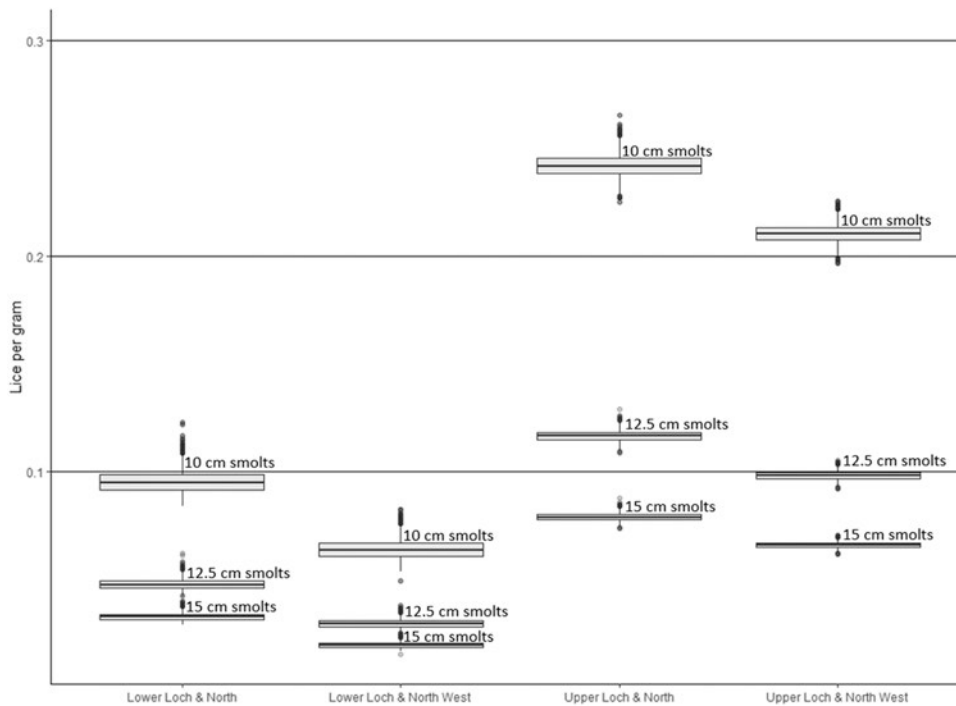 0.3
10 cm smolts
10 cm smolts
0.2
Lice per gram
12.5 cm smolts
10 cm smolts
12.5 cm smolts
0.1
15 cm smolts
10 cm smolts
15 cm smolts
12.5 cm smolts
15 cm smolts
12.5 cm smolts
15 cm smolts
Lower Loch & North
Lower Loch & North West
Upper Loch & North
Upper Loch & North West